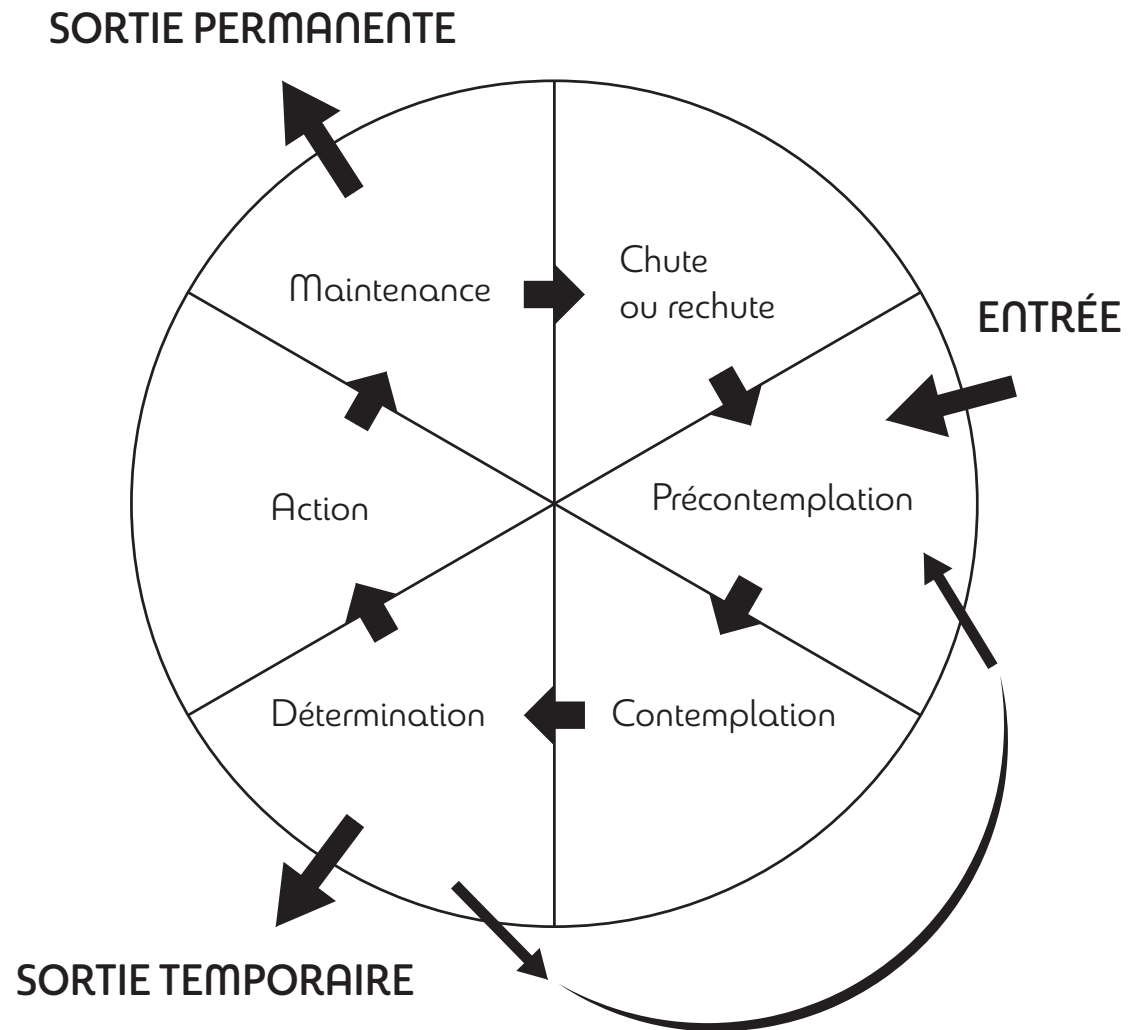 SORTIE PERMANENTE
Chute
ou rechute
Maintenance
ENTRÉE
Précontemplation
Action
Détermination
Contemplation
SORTIE TEMPORAIRE